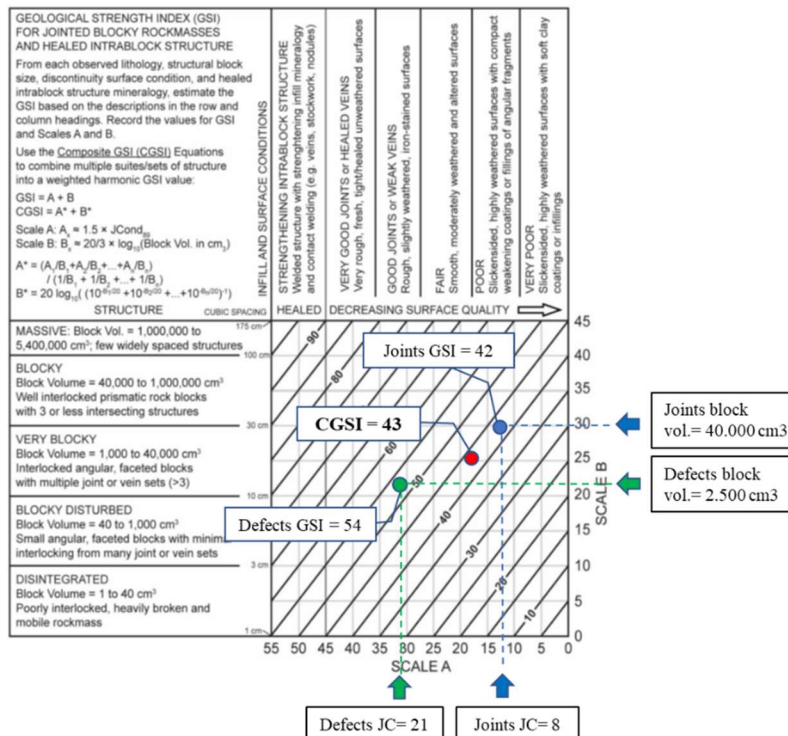 GEOLOGICAL STRENGTH INDEX (GSI)
FOR JOINTED BLOCKY ROCKMASSES
AND HEALED INTRABLOCK STRUCTURE
From each observed lithology, structural block
size, discontinuity surface condition, and healed
intrablock structure mineralogy, estimate the
GSI based on the descriptions in the row and
column headings. Record the values for GSI
and Scales A and B.
Use the Composite GSI (CGSI) Equations
to combine multiple suites/sets of structure
into a weighted harmonic GSI value:
GSI = A + B
CGSI = A* + B*
Scale A: Aₓ ≈ 1.5 × JCond₈₉
Scale B: Bₓ ≈ 20/3 × log₁₀(Block Vol. in cm₃)
A* = (A₁/B₁+A₂/B₂+...+Aₓ/Bₓ)
/ (1/B₁ + 1/B₂ +...+ 1/Bₓ)
B* = 20 log₁₀( (10^-B₁/20 +10^-B₂/20 +...+10^-Bₙ/20)^-1)
STRUCTURE
CUBIC SPACING
INFILL AND SURFACE CONDITIONS
STRENGTHENING INTRABLOCK STRUCTURE
Welded structure with strenghtening infill mineralogy
and contact welding (e.g. veins, stockwork, nodules)
VERY GOOD JOINTS or HEALED VEINS
Very rough, fresh, tight/healed unweathered surfaces
GOOD JOINTS or WEAK VEINS
Rough, slightly weathered, iron-stained surfaces
FAIR
Smooth, moderately weathered and altered surfaces
POOR
Slickensided, highly weathered surfaces with compact
weakening coatings or fillings of angular fragments
VERY POOR
Slickensided, highly weathered surfaces with soft clay
coatings or infillings
HEALED
DECREASING SURFACE QUALITY
MASSIVE: Block Vol. = 1,000,000 to
5,400,000 cm³; few widely spaced structures
BLOCKY
Block Volume = 40,000 to 1,000,000 cm³
Well interlocked prismatic rock blocks
with 3 or less intersecting structures
VERY BLOCKY
Block Volume = 1,000 to 40,000 cm³
Interlocked angular, faceted blocks
with multiple joint or vein sets (>3)
BLOCKY DISTURBED
Block Volume = 40 to 1,000 cm³
Small angular, faceted blocks with minimal
interlocking from many joint or vein sets
DISINTEGRATED
Block Volume = 1 to 40 cm³
Poorly interlocked, heavily broken and
mobile rockmass
175 cm
100 cm
30 cm
10 cm
3 cm
1 cm
90
80
60
50
40
30
20
10
Joints GSI = 42
CGSI = 43
Defects GSI = 54
45
40
35
30
25
20
15
10
5
0
SCALE B
Joints block
vol.= 40.000 cm3
Defects block
vol.= 2.500 cm3
55 50 45 40 35 30 25 20 15 10 5 0
SCALE A
Defects JC= 21
Joints JC= 8